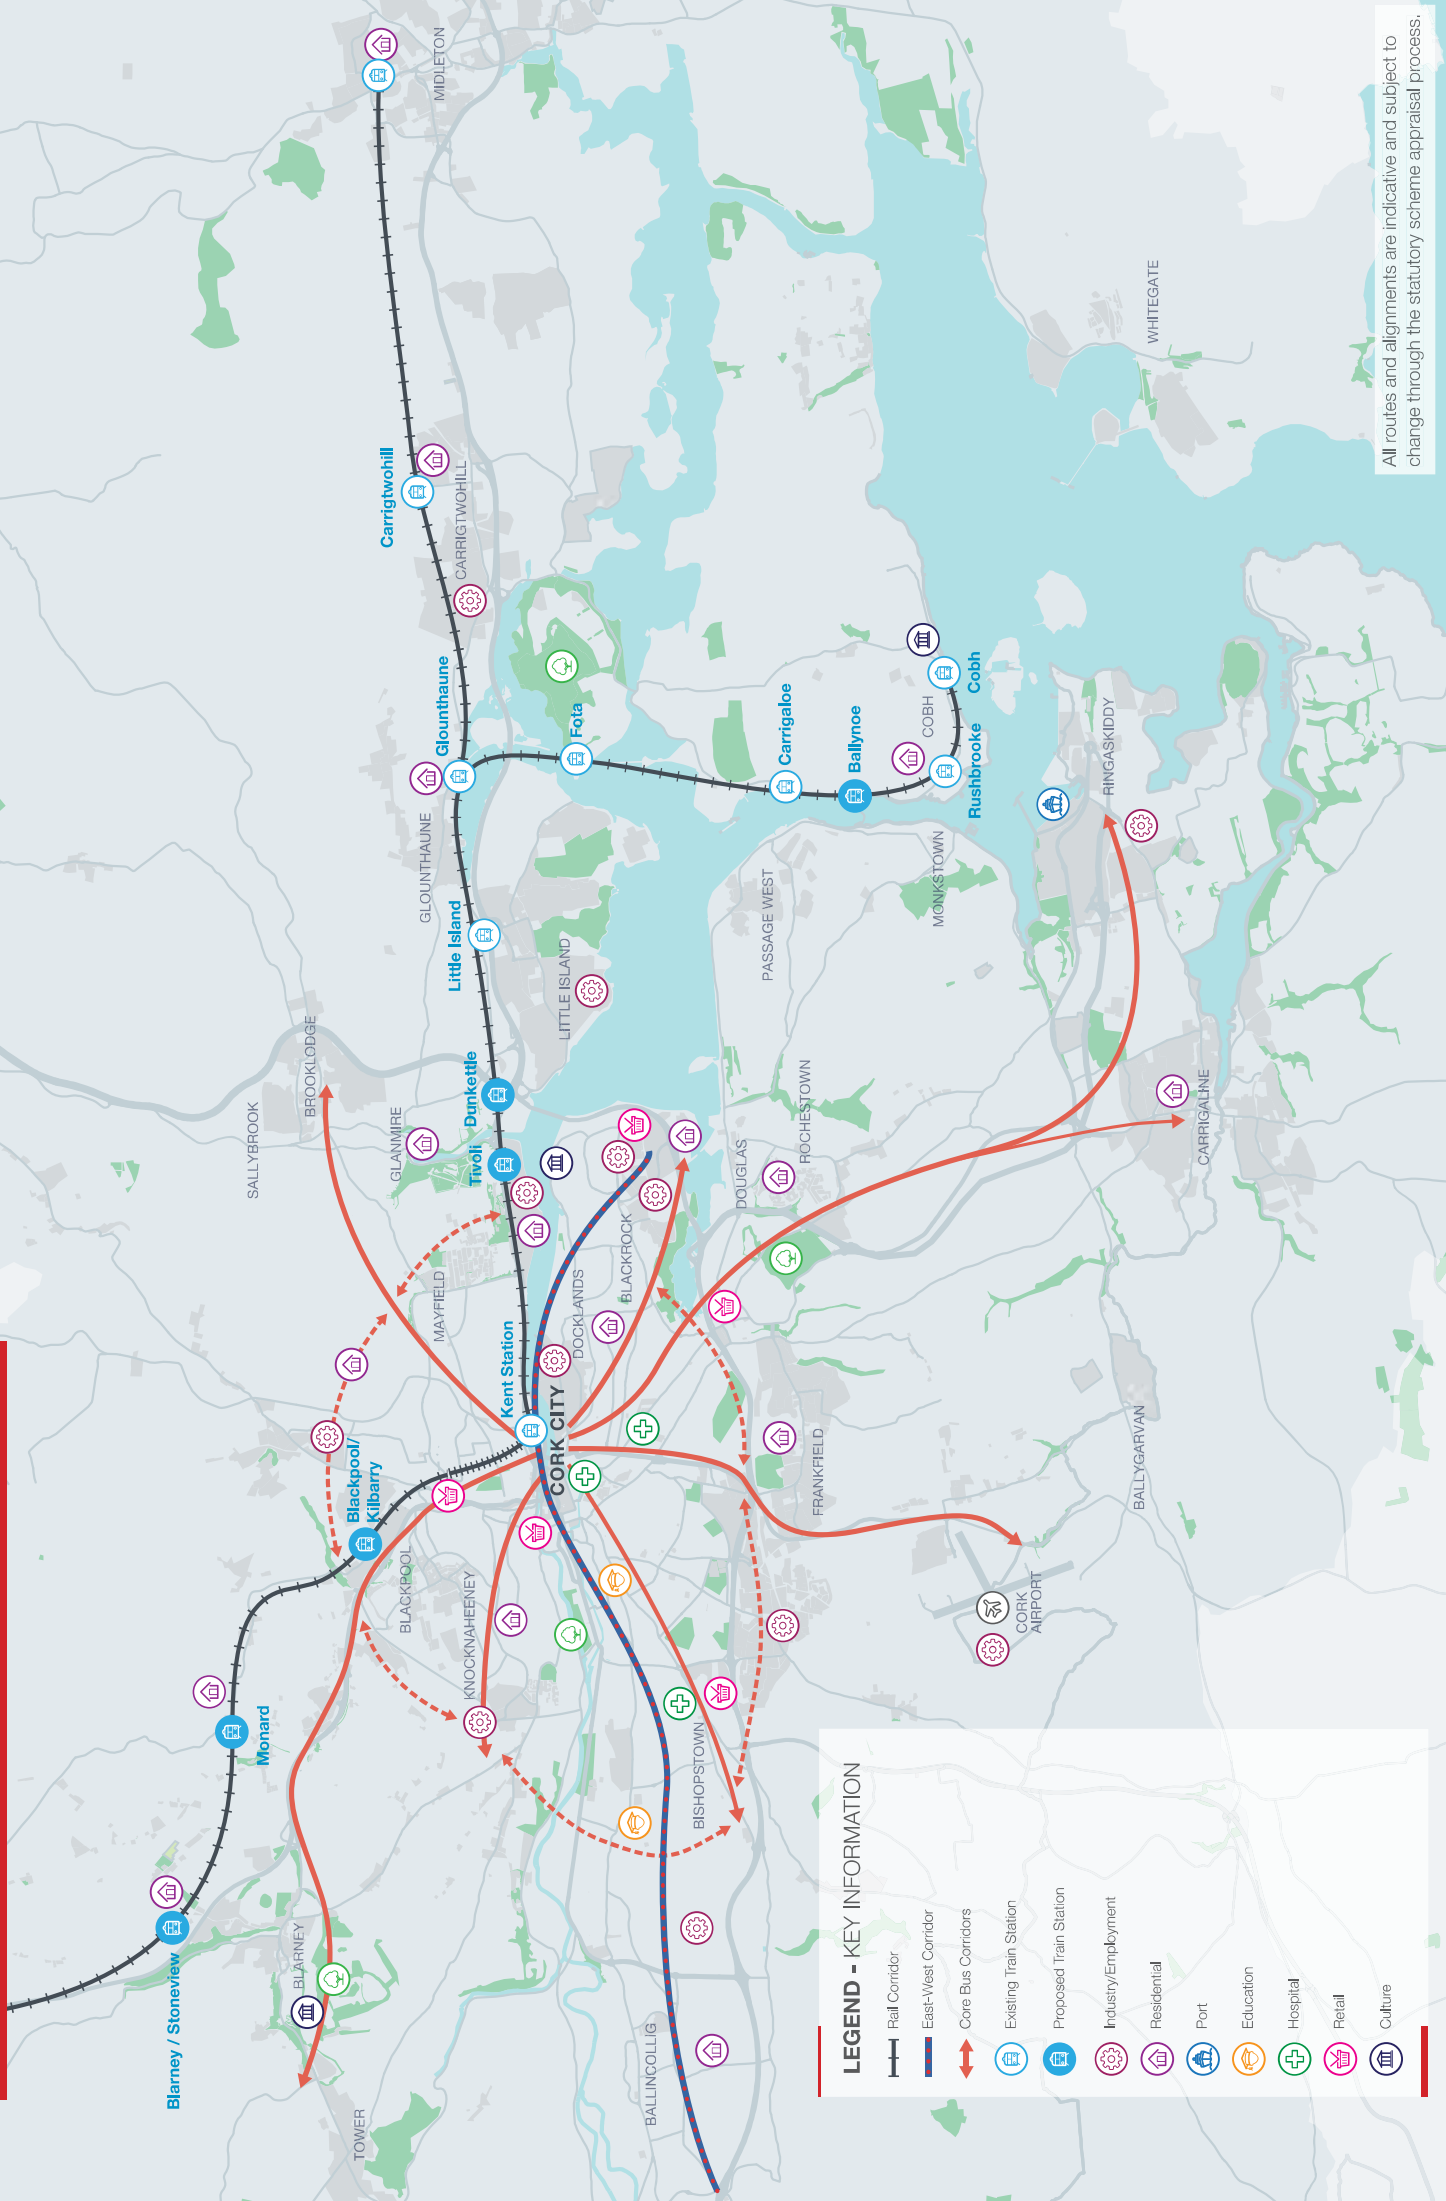 MIDLETON
Carrigtwohill
CARRIGTWOHILL
Glounthaune
GLOUNTHAUNE
Fota
Carrigaloe
Ballynoe
COBH
Cobh
Rushbrooke
WHITEGATE
RINGASKIDDY
MONKSTOWN
PASSAGE WEST
Little Island
LITTLE ISLAND
BROOKLODGE
SALLYBROOK
GLANMIRE
Dunkettle
Tivoli
MAYFIELD
Kent Station
CORK CITY
DOCKLANDS
BLACKROCK
DOUGLAS
ROCHESTOWN
CARRIGALINE
FRANKFIELD
BALLYGARVAN
CORK
AIRPORT
Blackpool/
Kilbarry
BLACKPOOL
KNOCKNAHEENEY
Monard
BISHOPSTOWN
Blarney / Stoneview
BLARNEY
TOWER
BALLINCOLLIG
LEGEND - KEY INFORMATION
Rail Corridor
East-West Corridor
Core Bus Corridors
Existing Train Station
Proposed Train Station
Industry/Employment
Residential
Port
Education
Hospital
Retail
Culture
All routes and alignments are indicative and subject to
change through the statutory scheme appraisal process.